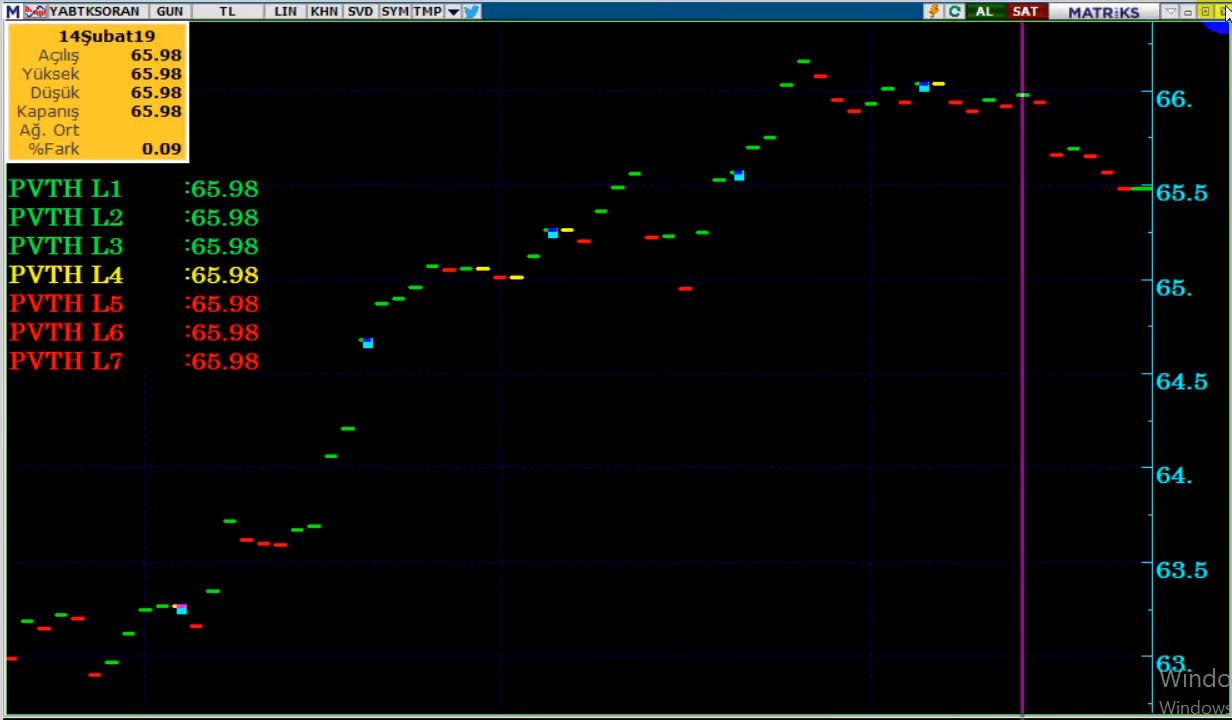 M YABTKSORAN GUN TL LIN KHN SVD SYM TMP AL SAT MATRiKS
14Şubat19
Açılış 65.98
Yüksek 65.98
Düşük 65.98
Kapanış 65.98
Ağ. Ort
%Fark 0.09
PVTH L1 :65.98
PVTH L2 :65.98
PVTH L3 :65.98
PVTH L4 :65.98
PVTH L5 :65.98
PVTH L6 :65.98
PVTH L7 :65.98
66.
65.5
65.
64.5
64.
63.5
63.
Windo
Windows